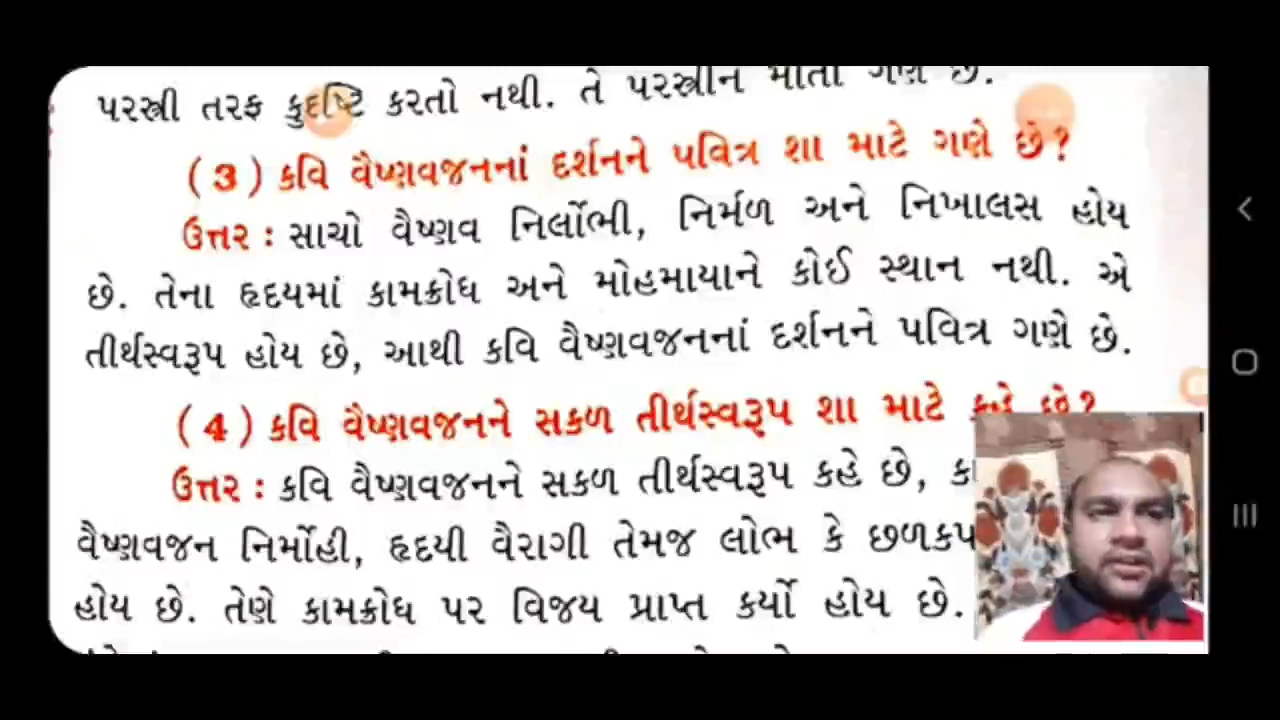 પરસ્ત્રી તરફ કુદૃષ્ટિ કરતો નથી. તે પરસ્ત્રીને માતા ગણે છે.
(3) કવિ વૈષ્ણવજનનાં દર્શનને પવિત્ર શા માટે ગણે છે?
ઉત્તર : સાચો વૈષ્ણવ નિર્લોભી, નિર્મળ અને નિખાલસ હોય
છે. તેના હૃદયમાં કામક્રોધ અને મોહમાયાને કોઈ સ્થાન નથી. એ
તીર્થસ્વરૂપ હોય છે, આથી કવિ વૈષ્ણવજનનાં દર્શનને પવિત્ર ગણે છે.
(4) કવિ વૈષ્ણવજનને સકળ તીર્થસ્વરૂપ શા માટે કહે છે?
ઉત્તર : કવિ વૈષ્ણવજનને સકળ તીર્થસ્વરૂપ કહે છે,
વૈષ્ણવજન નિર્મોહી, હૃદયી વૈરાગી તેમજ લોભ કે
હોય છે. તેણે કામક્રોધ પર વિજય પ્રાપ્ત કર્યો હોય છે.